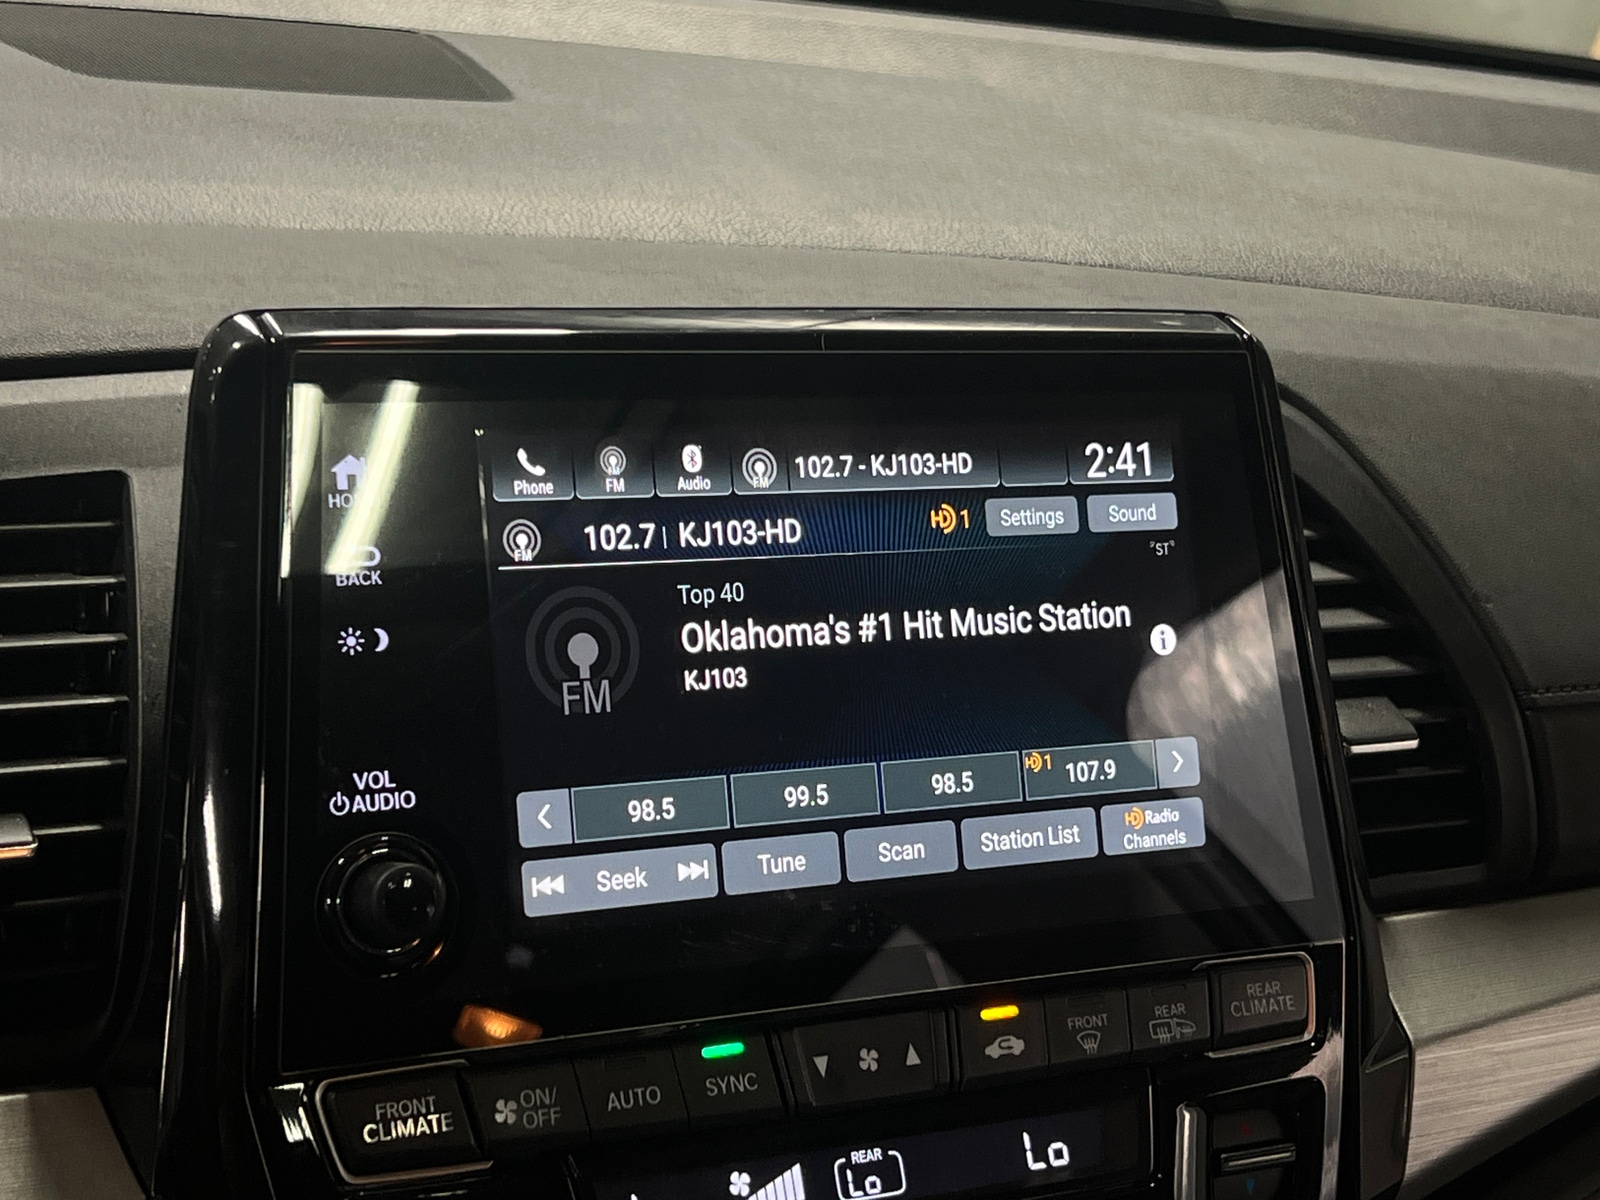 Phone
FM
Audio
FM
102.7 - KJ103-HD
2:41
HOME
FM
102.7 | KJ103-HD
HD 1
Settings
Sound
"ST"
BACK
Top 40
Oklahoma's #1 Hit Music Station
KJ103
i
FM
VOL
AUDIO
98.5
99.5
98.5
HD 1 107.9
Seek
Tune
Scan
Station List
HD Radio
Channels
FRONT
CLIMATE
ON/
OFF
AUTO
SYNC
FRONT
REAR
REAR
CLIMATE
REAR
Lo
Lo